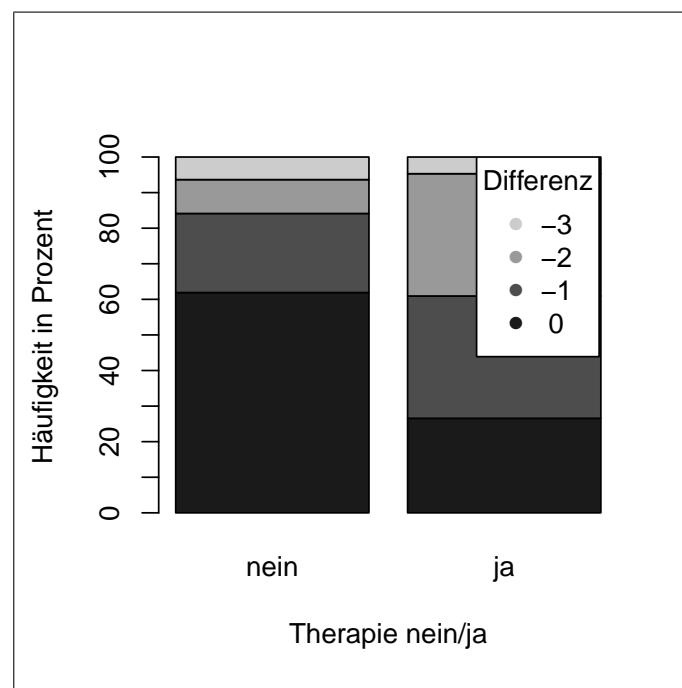 Häufigkeit in Prozent
100
80
60
40
20
0
Differenz
−3
−2
−1
0
nein ja
Therapie nein/ja